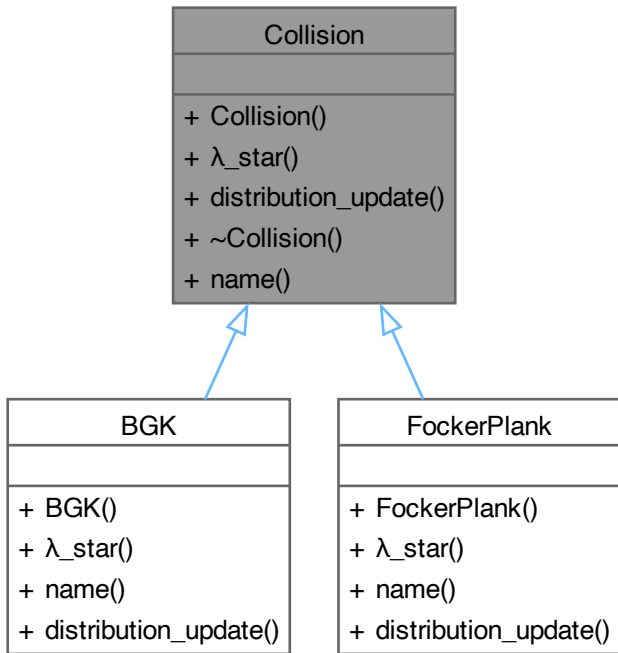 Collision
+ Collision()
+ λ_star()
+ distribution_update()
+ ~Collision()
+ name()
BGK
+ BGK()
+ λ_star()
+ name()
+ distribution_update()
FockerPlank
+ FockerPlank()
+ λ_star()
+ name()
+ distribution_update()